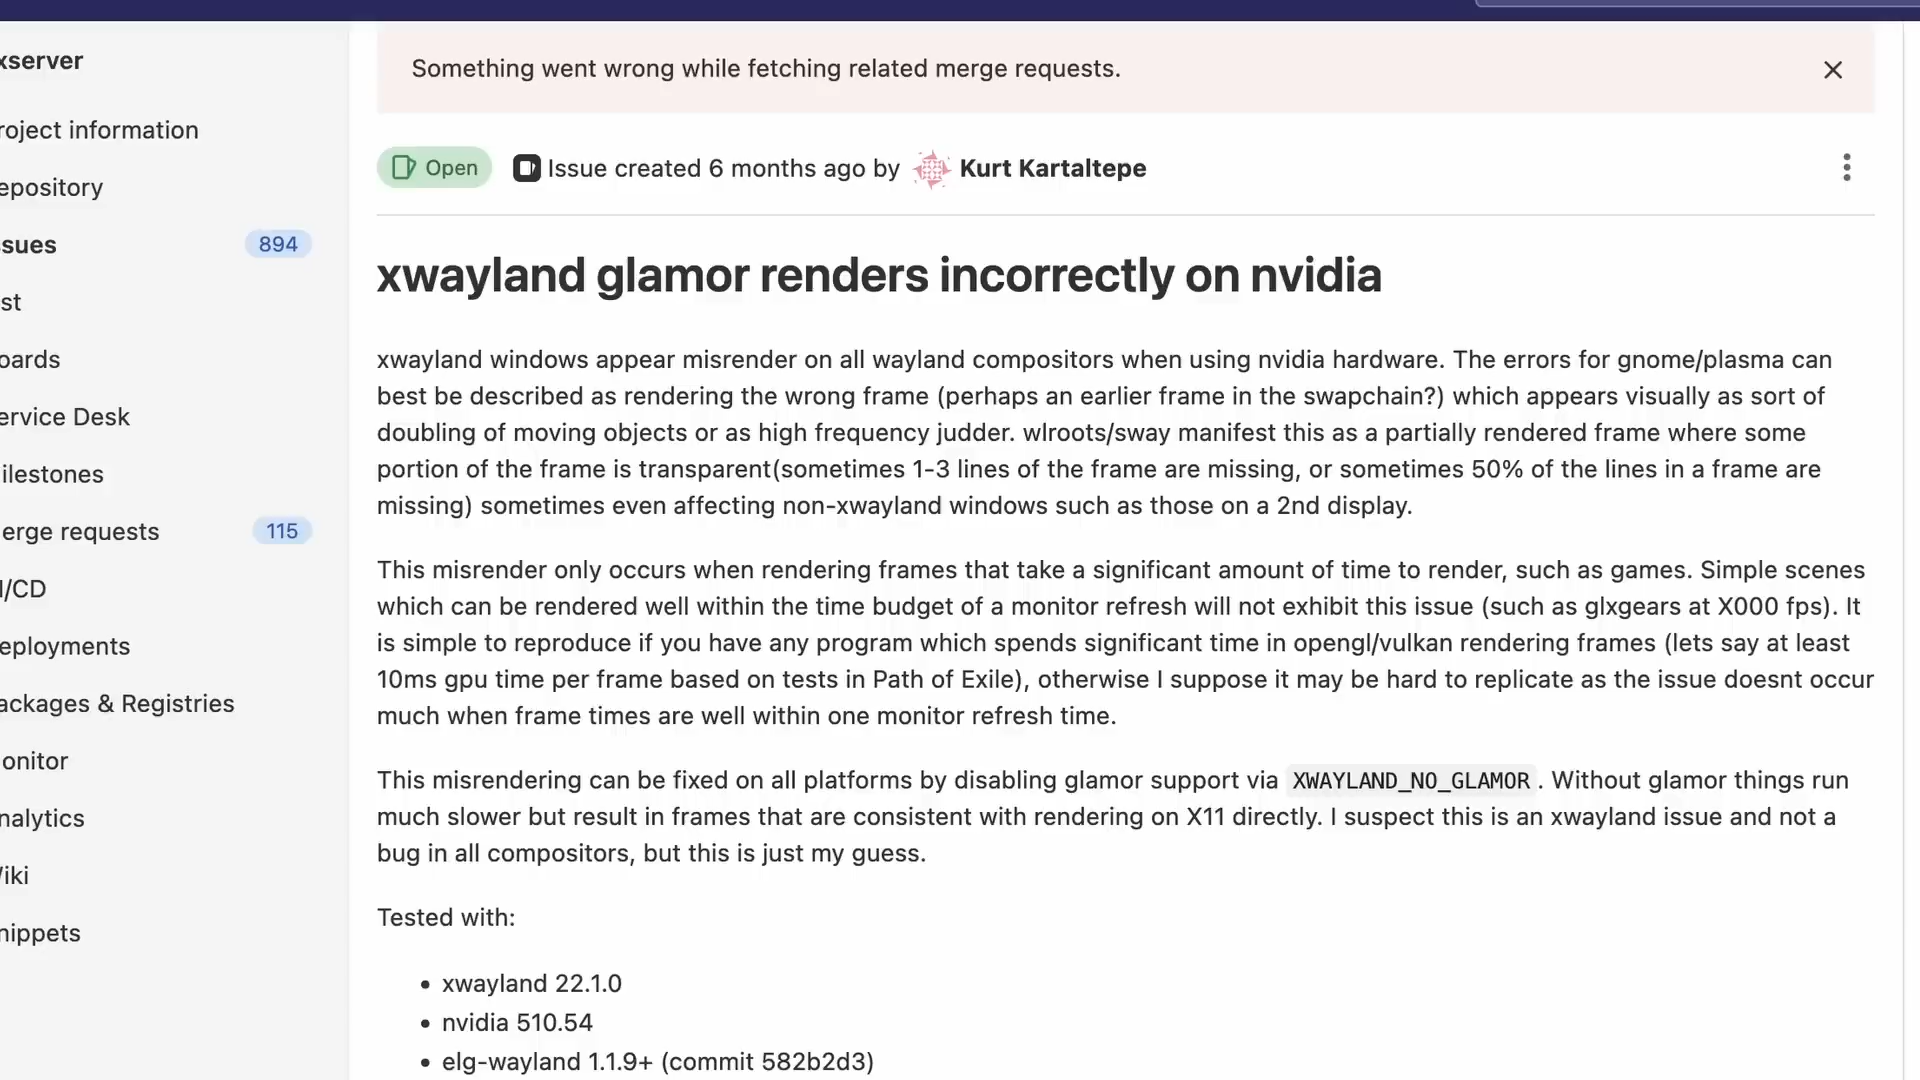 xserver
Something went wrong while fetching related merge requests.
roject information
Open Issue created 6 months ago by Kurt Kartaltepe
epository
ssues 894
xwayland glamor renders incorrectly on nvidia
st
oards
xwayland windows appear misrender on all wayland compositors when using nvidia hardware. The errors for gnome/plasma can
best be described as rendering the wrong frame (perhaps an earlier frame in the swapchain?) which appears visually as sort of
ervice Desk
doubling of moving objects or as high frequency judder. wlroots/sway manifest this as a partially rendered frame where some
ilestones
portion of the frame is transparent(sometimes 1-3 lines of the frame are missing, or sometimes 50% of the lines in a frame are
missing) sometimes even affecting non-xwayland windows such as those on a 2nd display.
erge requests 115
This misrender only occurs when rendering frames that take a significant amount of time to render, such as games. Simple scenes
I/CD
which can be rendered well within the time budget of a monitor refresh will not exhibit this issue (such as glxgears at X000 fps). It
is simple to reproduce if you have any program which spends significant time in opengl/vulkan rendering frames (lets say at least
eployments
10ms gpu time per frame based on tests in Path of Exile), otherwise I suppose it may be hard to replicate as the issue doesnt occur
ackages & Registries
much when frame times are well within one monitor refresh time.
onitor
This misrendering can be fixed on all platforms by disabling glamor support via XWAYLAND_NO_GLAMOR. Without glamor things run
much slower but result in frames that are consistent with rendering on X11 directly. I suspect this is an xwayland issue and not a
nalytics
bug in all compositors, but this is just my guess.
iki
Tested with:
nippets
xwayland 22.1.0
nvidia 510.54
elg-wayland 1.1.9+ (commit 582b2d3)